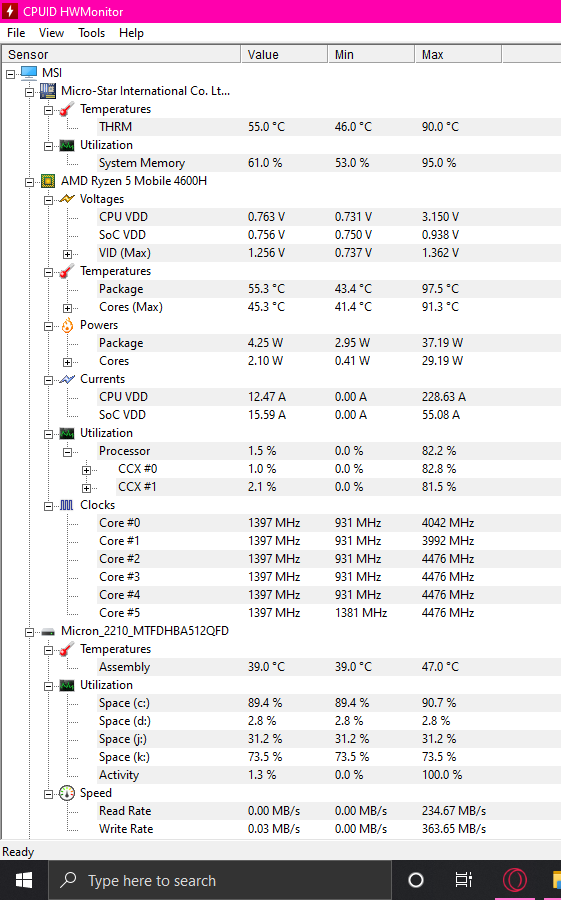 CPUID HWMonitor
File View Tools Help
Sensor Value Min Max
MSI
Micro-Star International Co. Lt...
Temperatures
THRM 55.0 °C 46.0 °C 90.0 °C
Utilization
System Memory 61.0 % 53.0 % 95.0 %
AMD Ryzen 5 Mobile 4600H
Voltages
CPU VDD 0.763 V 0.731 V 3.150 V
SoC VDD 0.756 V 0.750 V 0.938 V
VID (Max) 1.256 V 0.737 V 1.362 V
Temperatures
Package 55.3 °C 43.4 °C 97.5 °C
Cores (Max) 45.3 °C 41.4 °C 91.3 °C
Powers
Package 4.25 W 2.95 W 37.19 W
Cores 2.10 W 0.41 W 29.19 W
Currents
CPU VDD 12.47 A 0.00 A 228.63 A
SoC VDD 15.59 A 0.00 A 55.08 A
Utilization
Processor 1.5 % 0.0 % 82.2 %
CCX #0 1.0 % 0.0 % 82.8 %
CCX #1 2.1 % 0.0 % 81.5 %
Clocks
Core #0 1397 MHz 931 MHz 4042 MHz
Core #1 1397 MHz 931 MHz 3992 MHz
Core #2 1397 MHz 931 MHz 4476 MHz
Core #3 1397 MHz 931 MHz 4476 MHz
Core #4 1397 MHz 931 MHz 4476 MHz
Core #5 1397 MHz 1381 MHz 4476 MHz
Micron_2210_MTFDHBA512QFD
Temperatures
Assembly 39.0 °C 39.0 °C 47.0 °C
Utilization
Space (c:) 89.4 % 89.4 % 90.7 %
Space (d:) 2.8 % 2.8 % 2.8 %
Space (j:) 31.2 % 31.2 % 31.2 %
Space (k:) 73.5 % 73.5 % 73.5 %
Activity 1.3 % 0.0 % 100.0 %
Speed
Read Rate 0.00 MB/s 0.00 MB/s 234.67 MB/s
Write Rate 0.03 MB/s 0.00 MB/s 363.65 MB/s
Ready
Type here to search